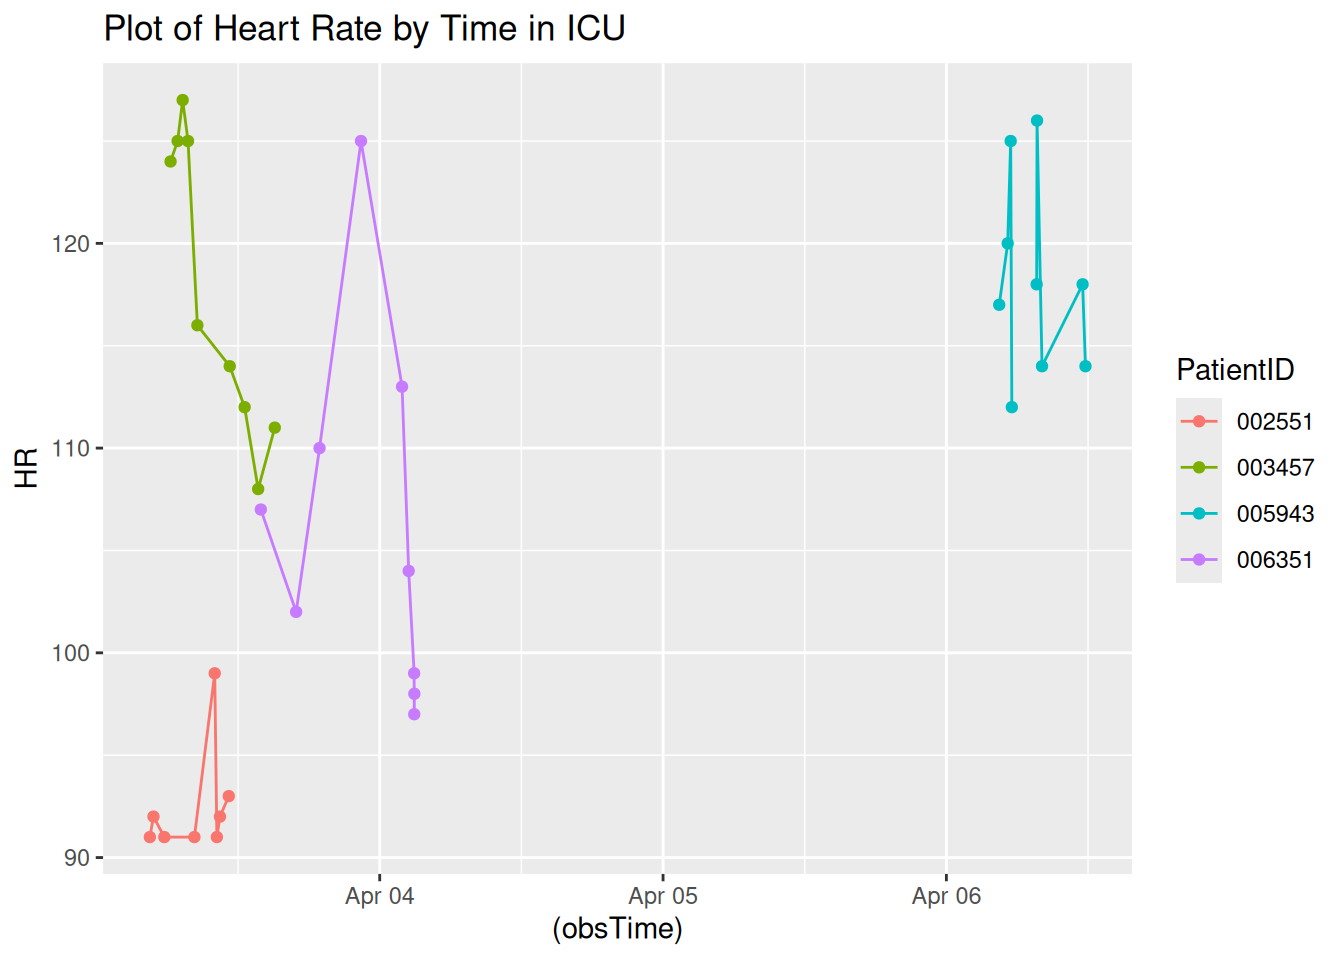 Plot of Heart Rate by Time in ICU
HR
120
110
100
90
Apr 04
Apr 05
Apr 06
(obsTime)
PatientID
002551
003457
005943
006351